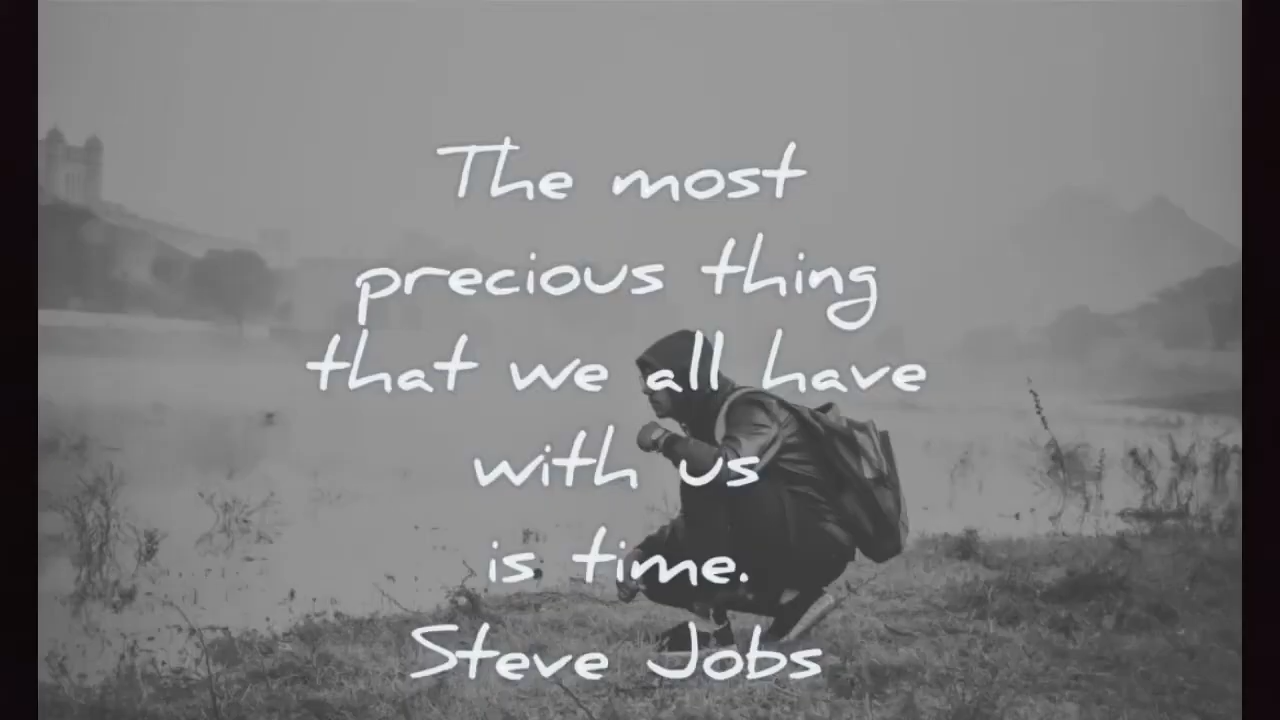 The most
precious thing
that we all have
with us
is time.
Steve Jobs